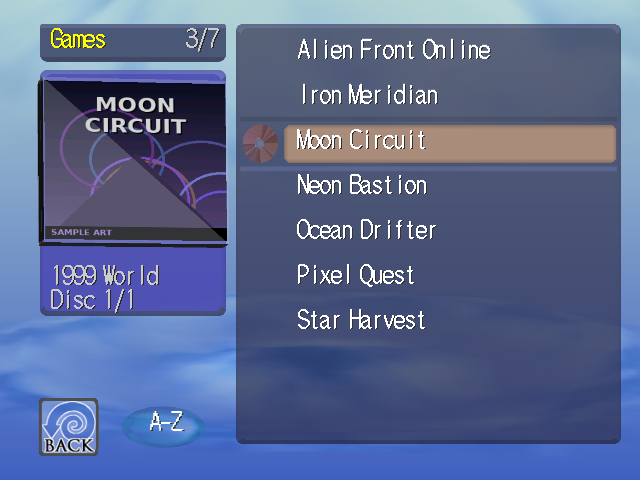 Games 3/7
MOON
CIRCUIT
SAMPLE ART
1999 World
Disc 1/1
BACK
A-Z
Alien Front Online
Iron Meridian
Moon Circuit
Neon Bastion
Ocean Drifter
Pixel Quest
Star Harvest